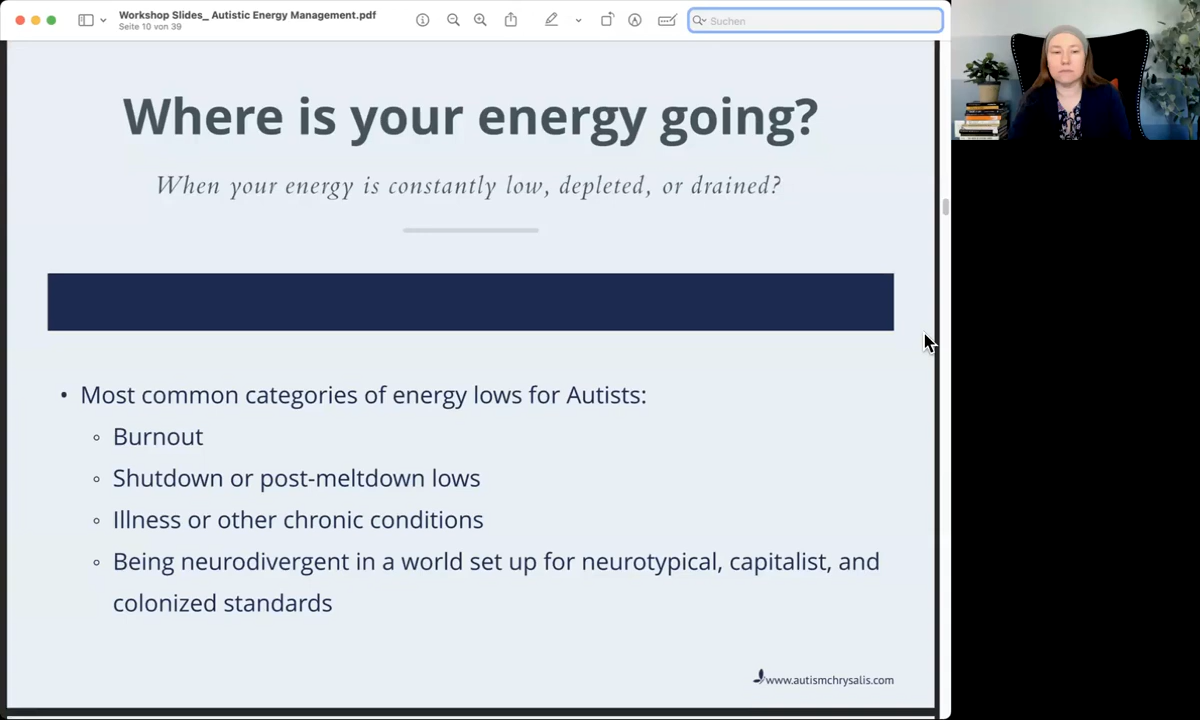 Workshop Slides_ Autistic Energy Management.pdf
Seite 10 von 39
Suchen
Where is your energy going?
When your energy is constantly low, depleted, or drained?
• Most common categories of energy lows for Autists:
◦ Burnout
◦ Shutdown or post-meltdown lows
◦ Illness or other chronic conditions
◦ Being neurodivergent in a world set up for neurotypical, capitalist, and
colonized standards
www.autismchrysalis.com